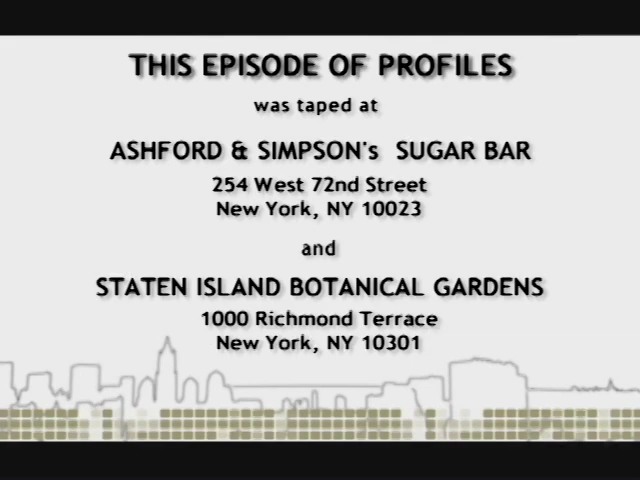 THIS EPISODE OF PROFILES
was taped at
ASHFORD & SIMPSON's SUGAR BAR
254 West 72nd Street
New York, NY 10023
and
STATEN ISLAND BOTANICAL GARDENS
1000 Richmond Terrace
New York, NY 10301